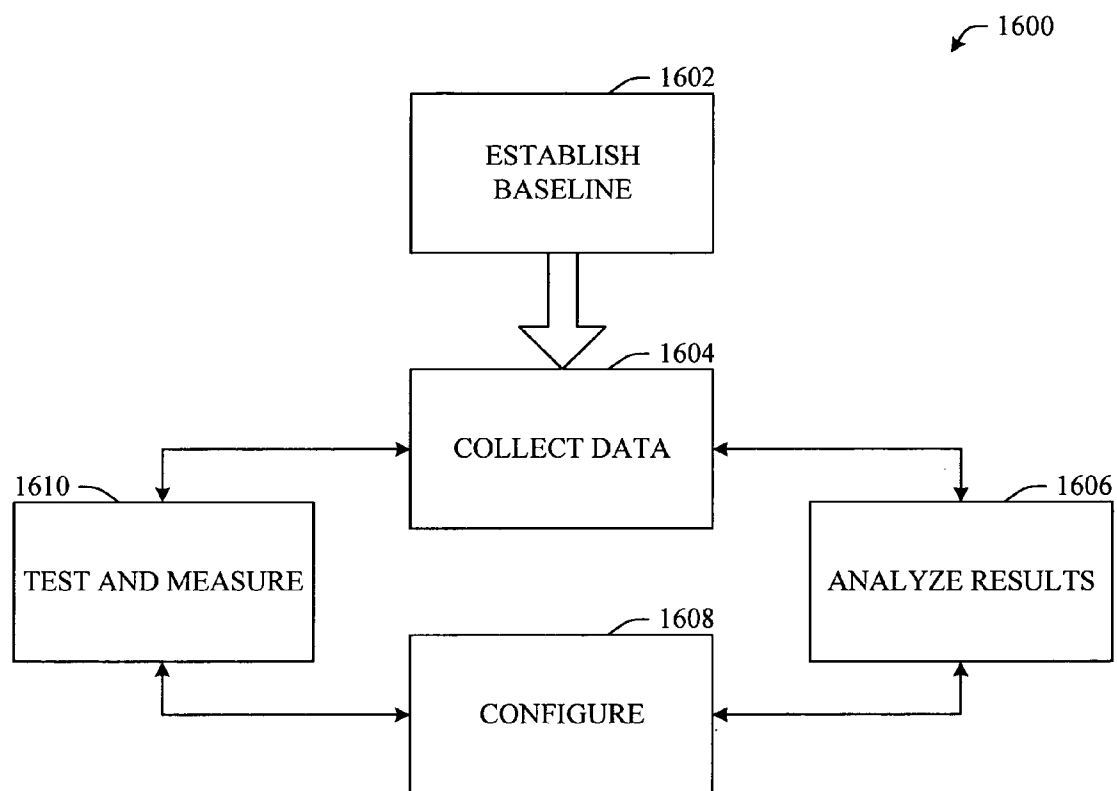 1600
1602
ESTABLISH
BASELINE
1604
COLLECT DATA
1610
TEST AND MEASURE
1606
ANALYZE RESULTS
1608
CONFIGURE